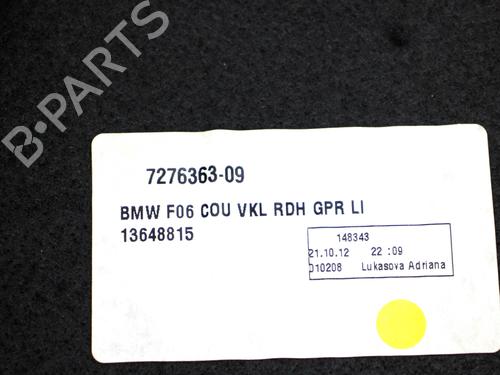 B-PARTS
7276363-09
BMW F06 COU VKL RDH GPR LI
13648815
148343
21.10.12 22 :09
010208 Lukasova Adriana